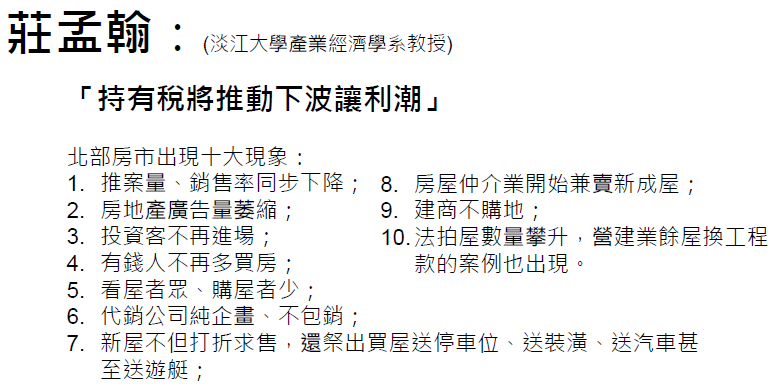 莊孟翰：(淡江大學產業經濟學系教授)
「持有稅將推動下波讓利潮」
北部房市出現十大現象：
1. 推案量、銷售率同步下降；
2. 房地產廣告量萎縮；
3. 投資客不再進場；
4. 有錢人不再多買房；
5. 看屋者眾、購屋者少；
6. 代銷公司純企畫、不包銷；
7. 新屋不但打折求售，還祭出買屋送停車位、送裝潢、送汽車甚
至送遊艇；
8. 房屋仲介業開始兼賣新成屋；
9. 建商不購地；
10. 法拍屋數量攀升，營建業餘屋換工程
款的案例也出現。